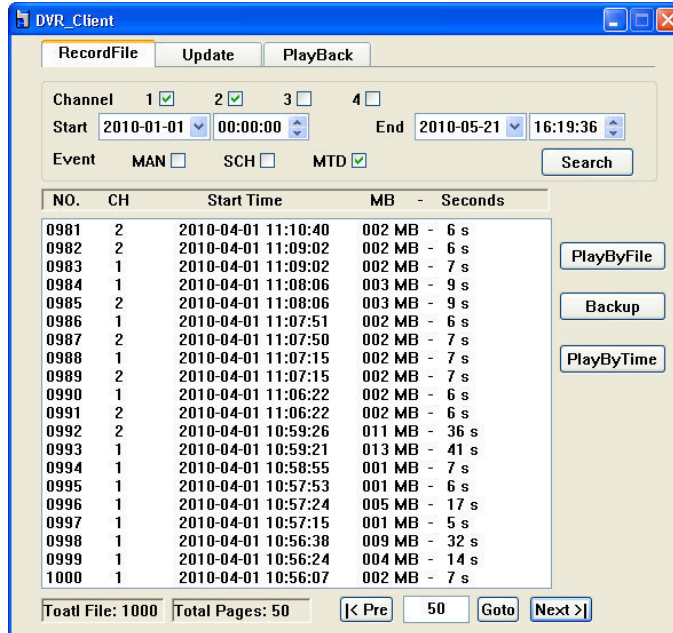 DVR_Client
RecordFile Update PlayBack
Channel 1 2 3 4
Start 2010-01-01 00:00:00 End 2010-05-21 16:19:36
Event MAN SCH MTD Search
NO. CH Start Time MB - Seconds
0981 2 2010-04-01 11:10:40 002 MB - 6 s
0982 2 2010-04-01 11:09:02 002 MB - 6 s
0983 1 2010-04-01 11:09:02 002 MB - 7 s
0984 1 2010-04-01 11:08:06 003 MB - 9 s
0985 2 2010-04-01 11:08:06 003 MB - 9 s
0986 1 2010-04-01 11:07:51 002 MB - 6 s
0987 2 2010-04-01 11:07:50 002 MB - 7 s
0988 1 2010-04-01 11:07:15 002 MB - 7 s
0989 2 2010-04-01 11:07:15 002 MB - 7 s
0990 1 2010-04-01 11:06:22 002 MB - 6 s
0991 2 2010-04-01 11:06:22 002 MB - 6 s
0992 2 2010-04-01 10:59:26 011 MB - 36 s
0993 1 2010-04-01 10:59:21 013 MB - 41 s
0994 1 2010-04-01 10:58:55 001 MB - 7 s
0995 1 2010-04-01 10:57:53 001 MB - 6 s
0996 1 2010-04-01 10:57:24 005 MB - 17 s
0997 1 2010-04-01 10:57:15 001 MB - 5 s
0998 1 2010-04-01 10:56:38 009 MB - 32 s
0999 1 2010-04-01 10:56:24 004 MB - 14 s
1000 1 2010-04-01 10:56:07 002 MB - 7 s
PlayByFile
Backup
PlayByTime
Toatl File: 1000 Total Pages: 50 |< Pre 50 Goto Next >|